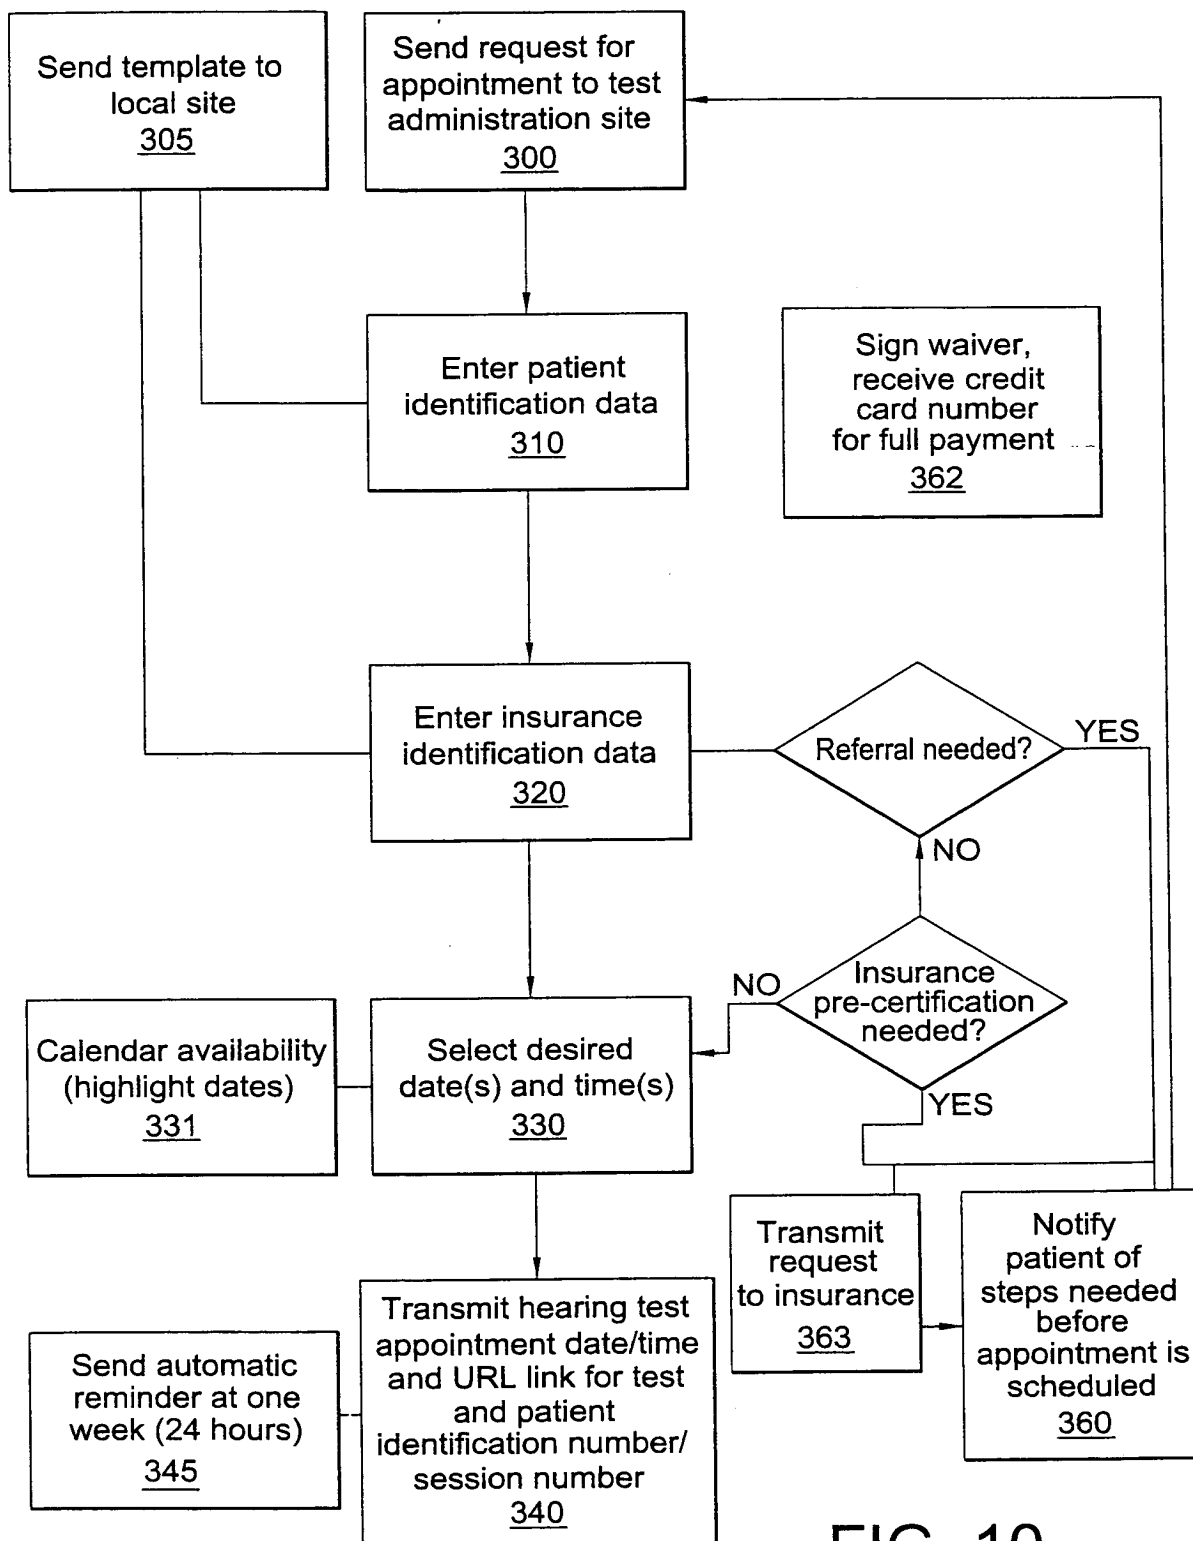 Send template to
local site
305
Send request for
appointment to test
administration site
300
Enter patient
identification data
310
Sign waiver,
receive credit
card number
for full payment
362
Enter insurance
identification data
320
Referral needed?
YES
NO
Insurance
pre-certification
needed?
NO
YES
Calendar availability
(highlight dates)
331
Select desired
date(s) and time(s)
330
Transmit
request
to insurance
363
Notify
patient of
steps needed
before
appointment is
scheduled
360
Send automatic
reminder at one
week (24 hours)
345
Transmit hearing test
appointment date/time
and URL link for test
and patient
identification number/
session number
340
FIG. 10